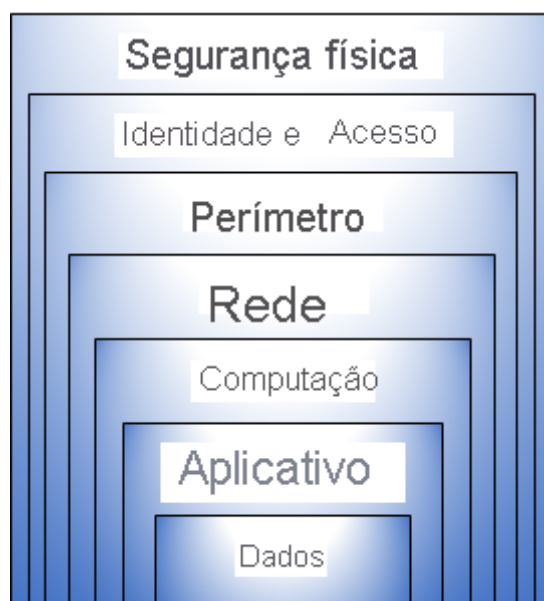 Segurança física
Identidade e Acesso
Perímetro
Rede
Computação
Aplicativo
Dados